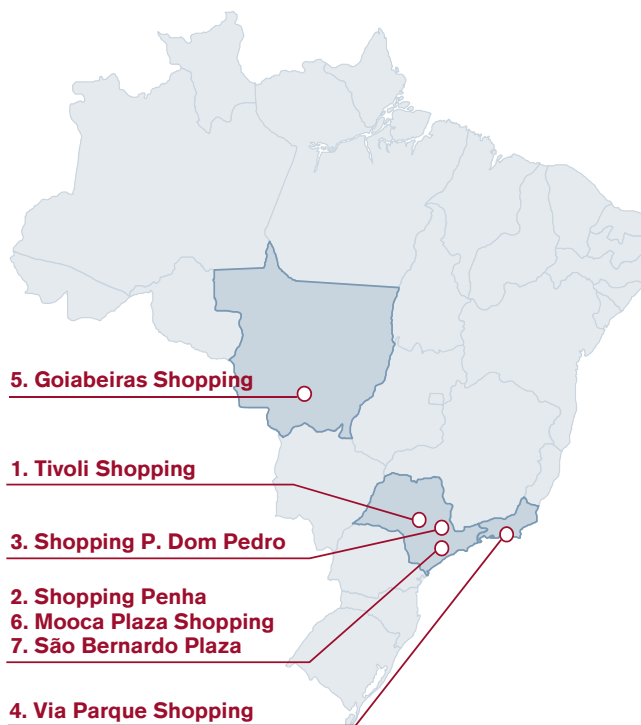 5. Goiabeiras Shopping
1. Tivoli Shopping
3. Shopping P. Dom Pedro
2. Shopping Penha
6. Mooca Plaza Shopping
7. São Bernardo Plaza
4. Via Parque Shopping